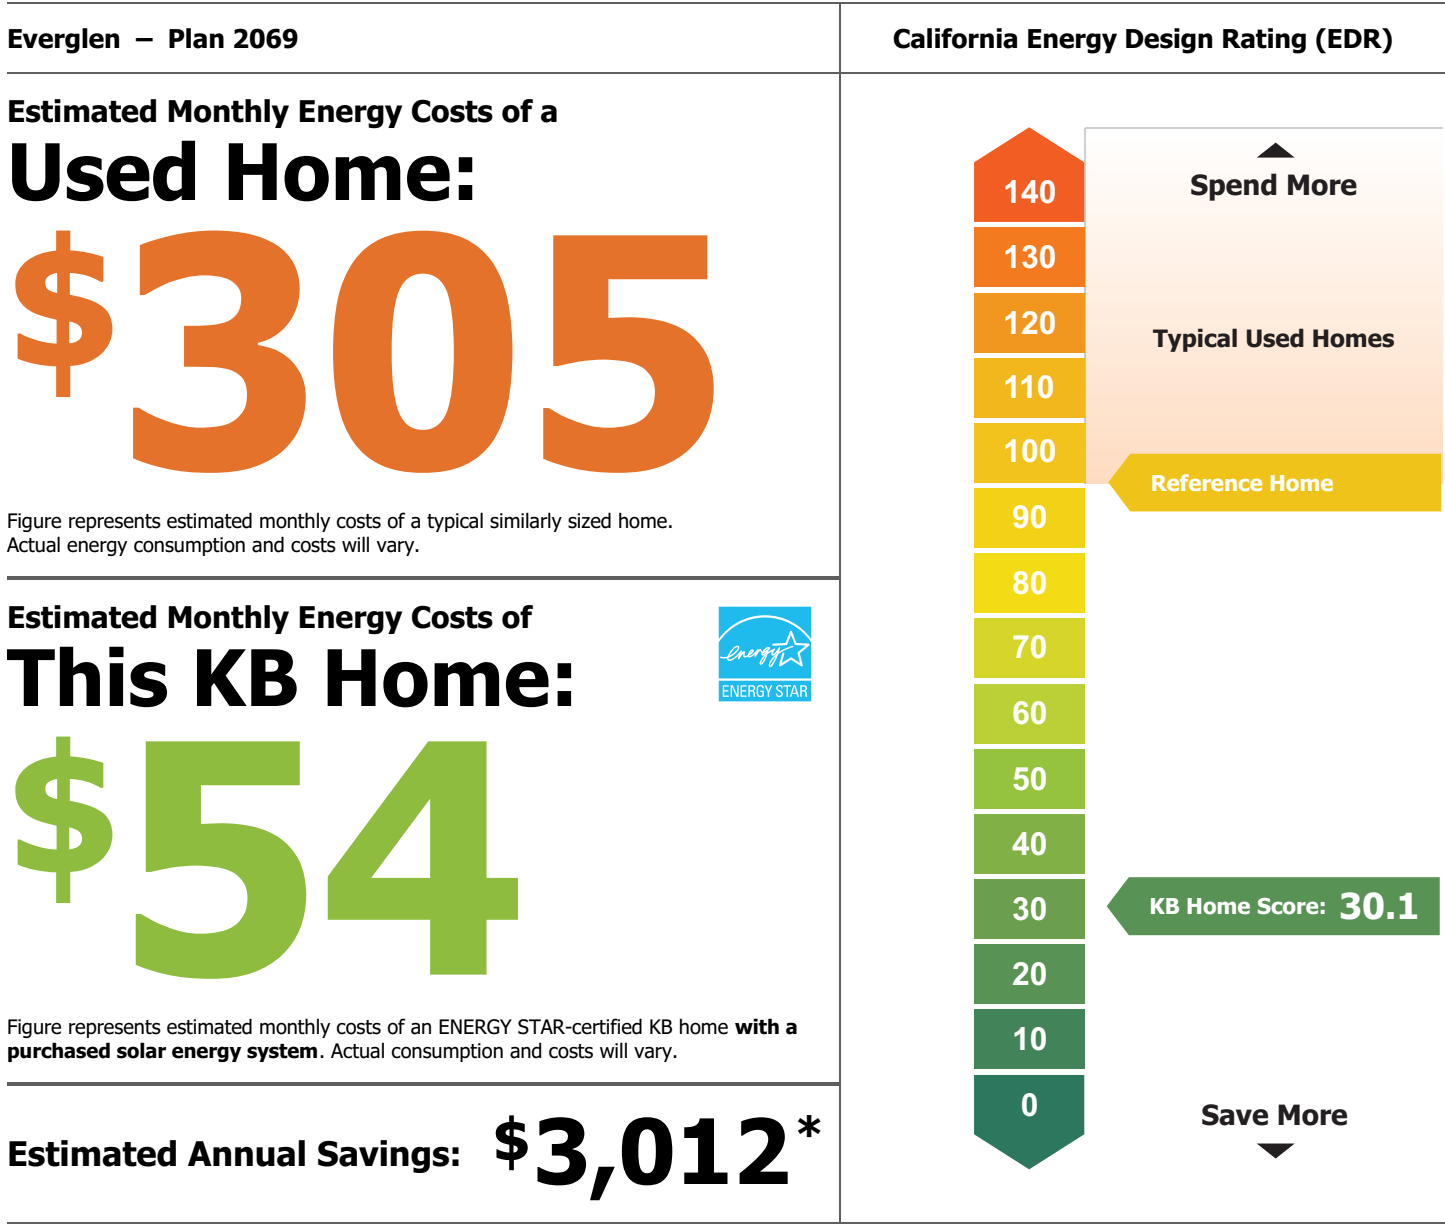 Everglen – Plan 2069
Estimated Monthly Energy Costs of a
Used Home:
$305
Figure represents estimated monthly costs of a typical similarly sized home.
Actual energy consumption and costs will vary.
Estimated Monthly Energy Costs of
This KB Home:
energy
ENERGY STAR
$54
Figure represents estimated monthly costs of an ENERGY STAR-certified KB home with a
purchased solar energy system. Actual consumption and costs will vary.
Estimated Annual Savings: $3,012*
California Energy Design Rating (EDR)
140
130
120
110
100
90
80
70
60
50
40
30
20
10
0
Spend More
Typical Used Homes
Reference Home
KB Home Score: 30.1
Save More